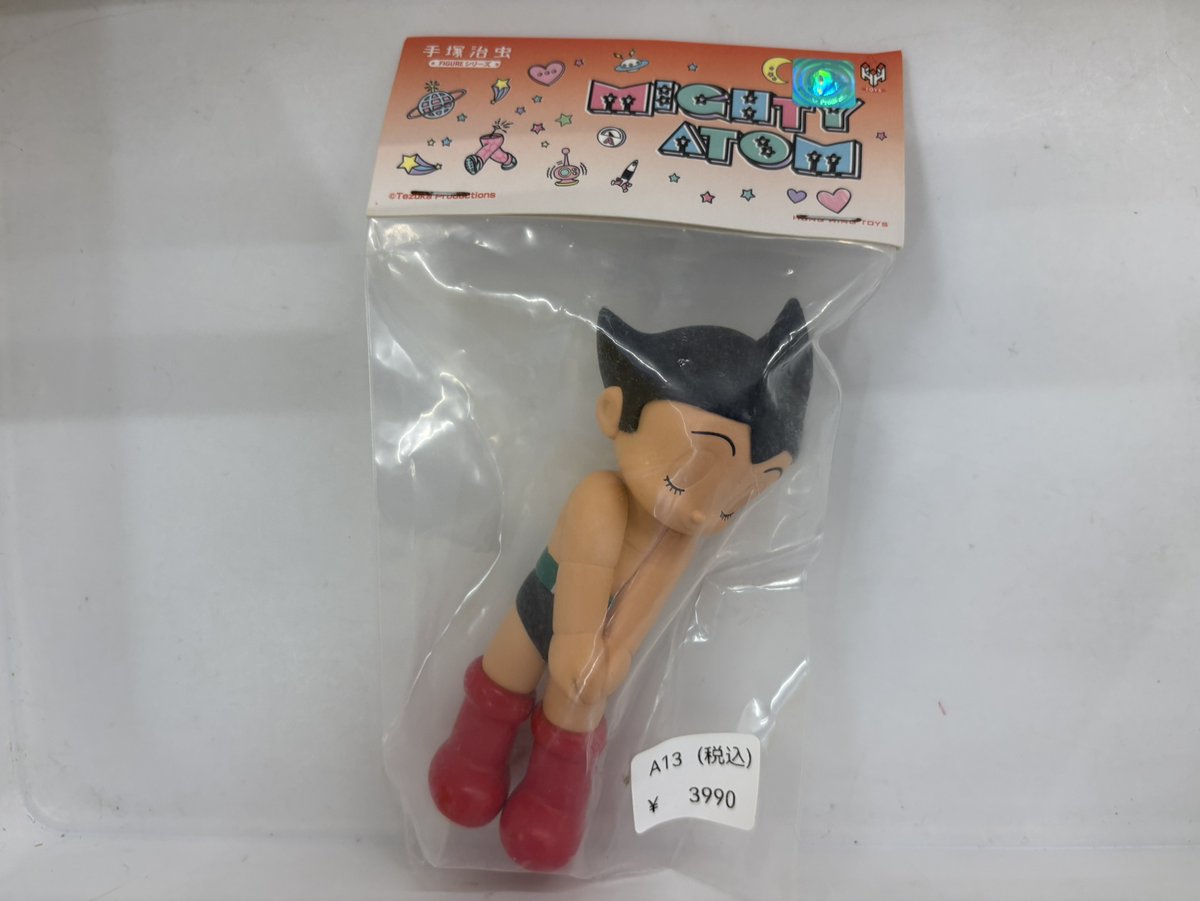 手塚治虫
FIGUREシリーズ
MIGHTY
ATOM
©Tezuka Productions
TOYS
A13 (税込)
¥ 3990